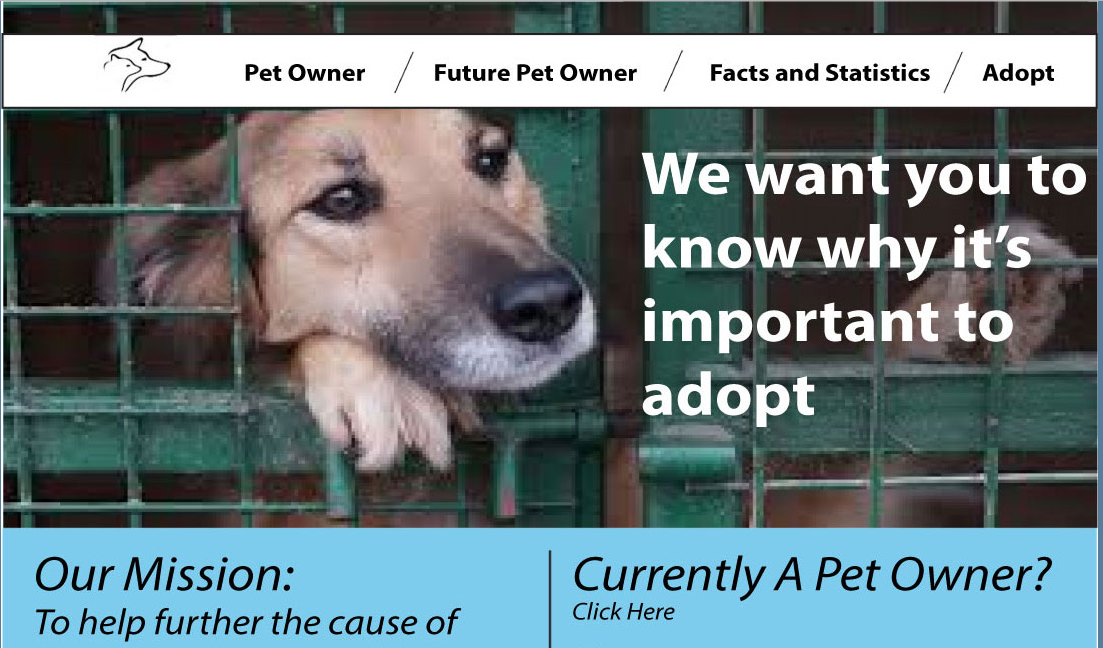 Pet Owner / Future Pet Owner / Facts and Statistics / Adopt
We want you to
know why it's
important to
adopt
Our Mission:
To help further the cause of
Currently A Pet Owner?
Click Here